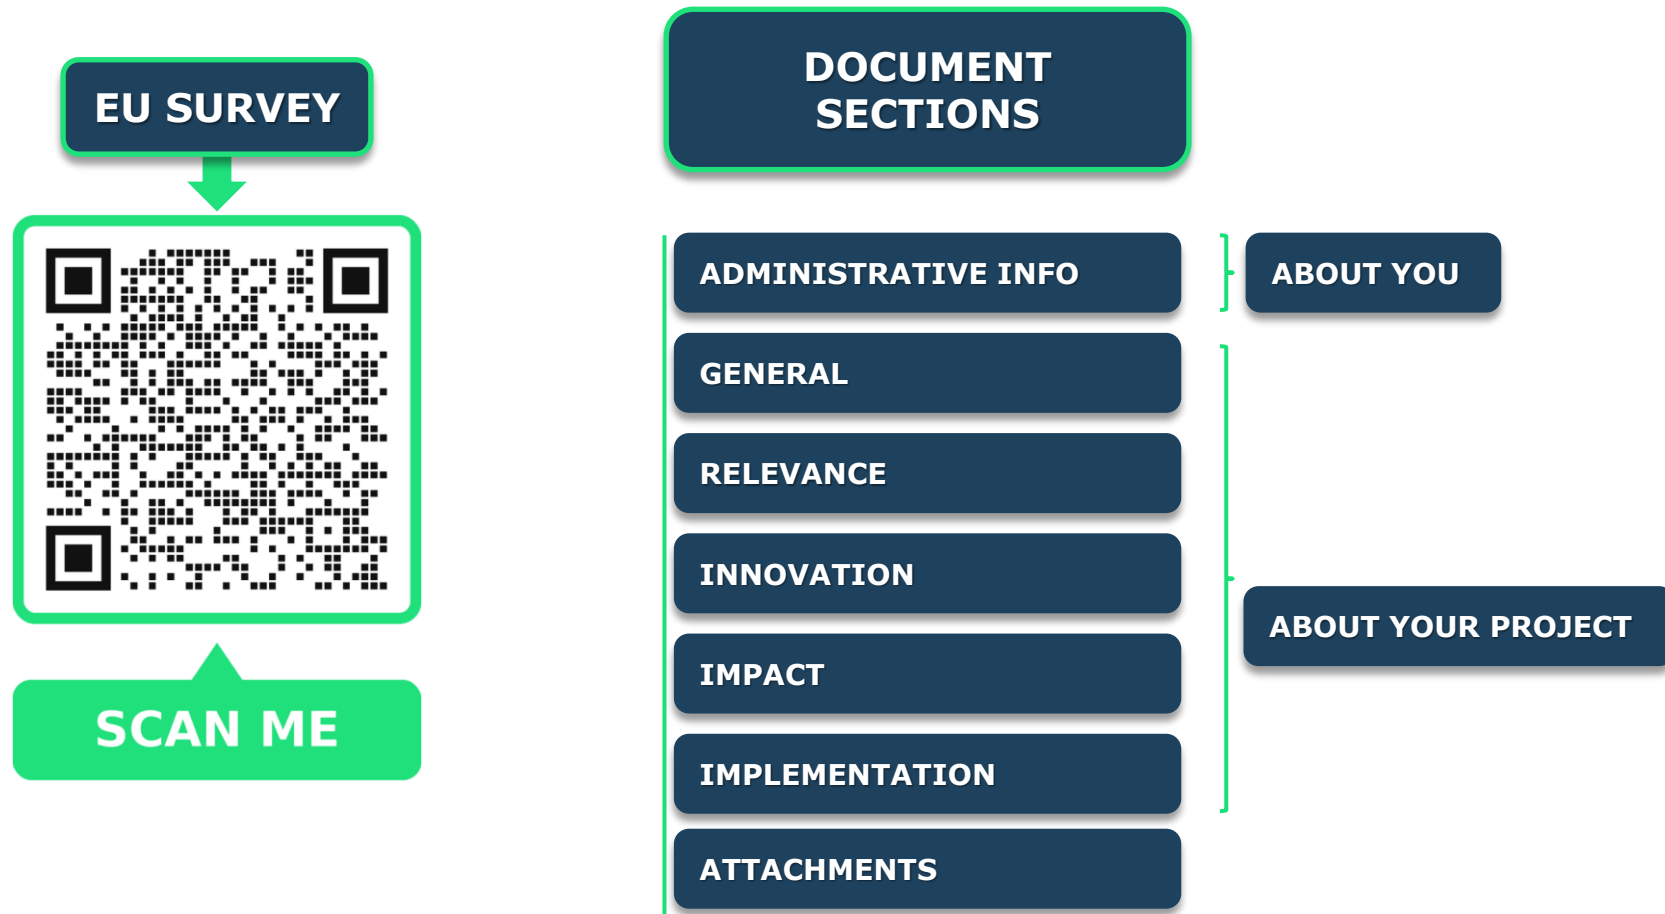 EU SURVEY
SCAN ME
DOCUMENT
SECTIONS
ADMINISTRATIVE INFO
ABOUT YOU
GENERAL
RELEVANCE
INNOVATION
IMPACT
IMPLEMENTATION
ABOUT YOUR PROJECT
ATTACHMENTS